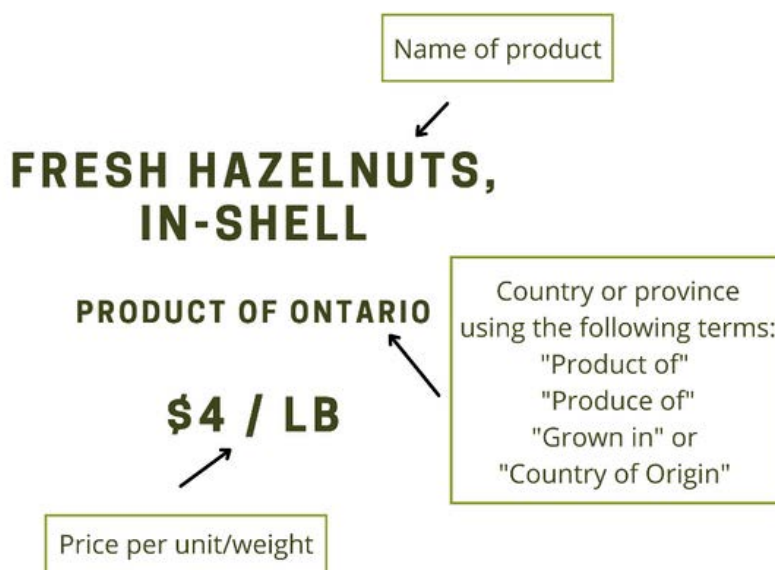 Name of product
FRESH HAZELNUTS,
IN-SHELL
PRODUCT OF ONTARIO
Country or province
using the following terms:
"Product of"
"Produce of"
"Grown in" or
"Country of Origin"
$4 / LB
Price per unit/weight